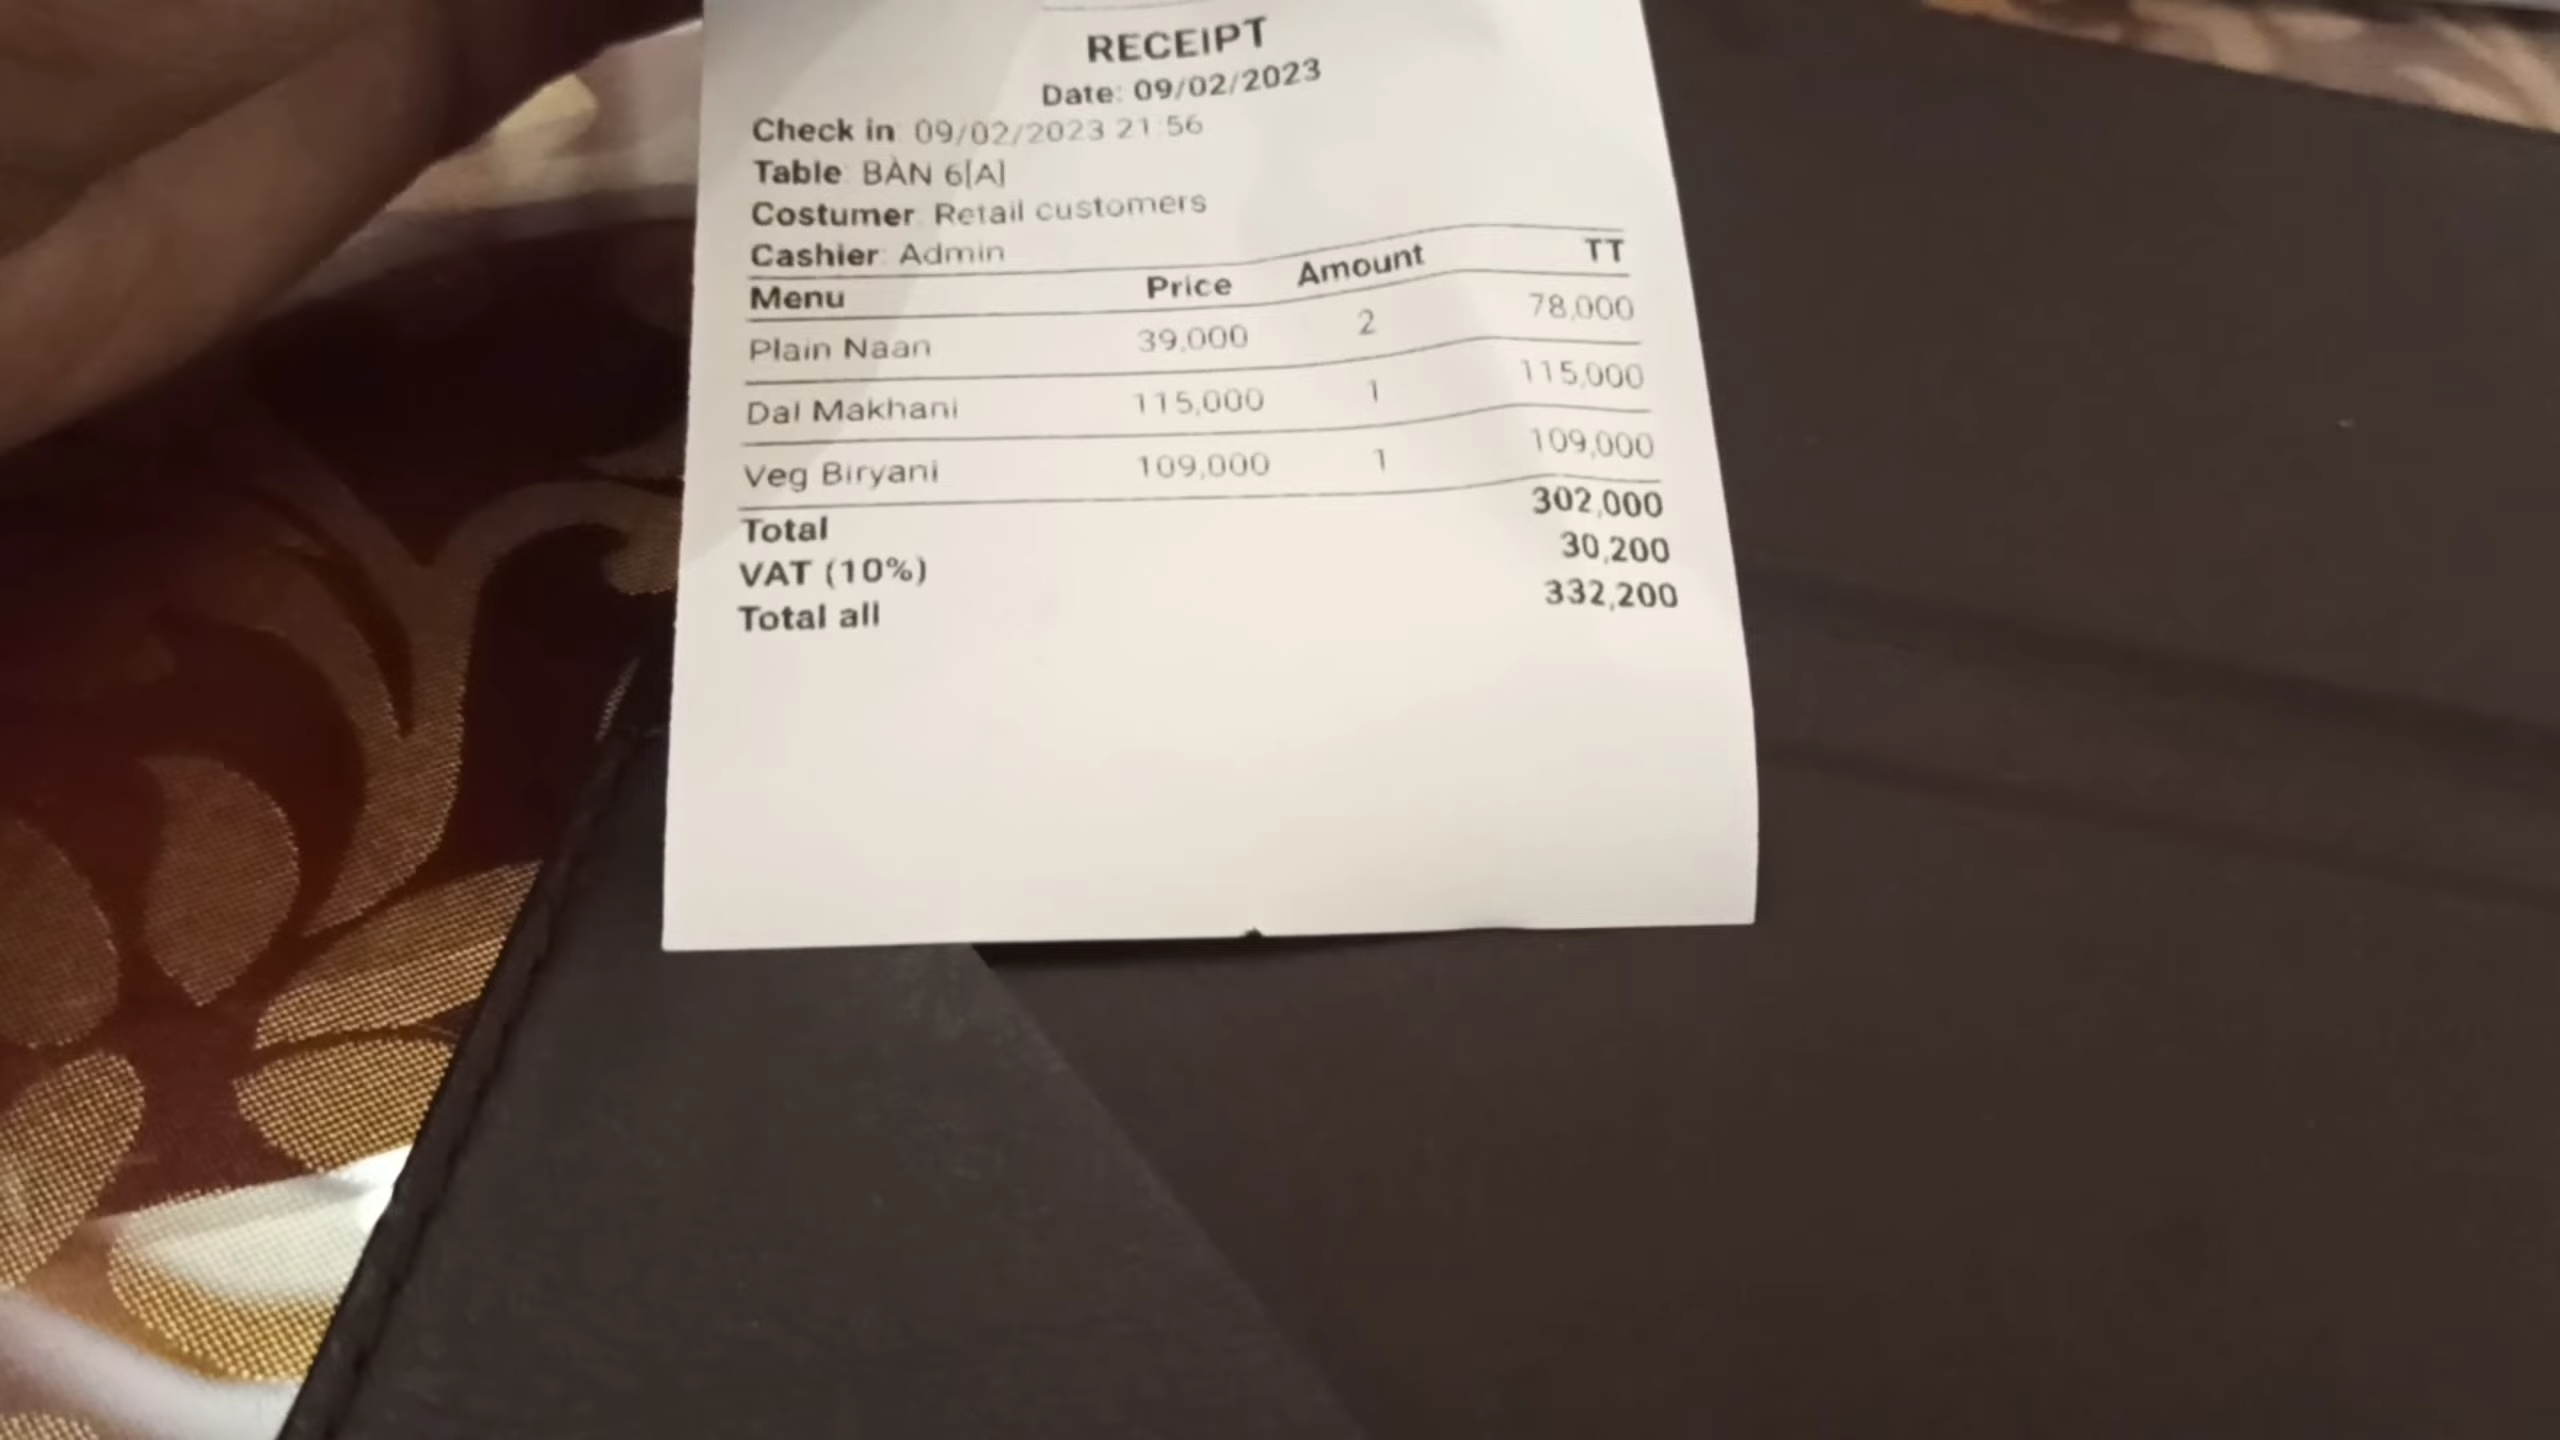 RECEIPT
Date: 09/02/2023
Check in: 09/02/2023 21:56
Table: BÀN 6[A]
Costumer: Retail customers
Cashier: Admin
Menu Price Amount TT
Plain Naan 39,000 2 78,000
Dal Makhani 115,000 1 115,000
Veg Biryani 109,000 1 109,000
Total 302,000
VAT (10%) 30,200
Total all 332,200